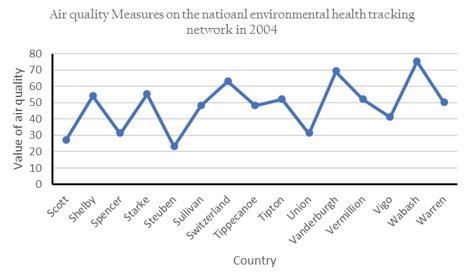 Air quality Measures on the natioanl environmental health tracking
network in 2004
Value of air quality
80
70
60
50
40
30
20
10
0
Scott
Shelby
Spencer
Starke
Steuben
Sullivan
Switzerland
Tippecanoe
Tipton
Union
Vanderburgh
Vermillion
Vigo
Wabash
Warren
Country